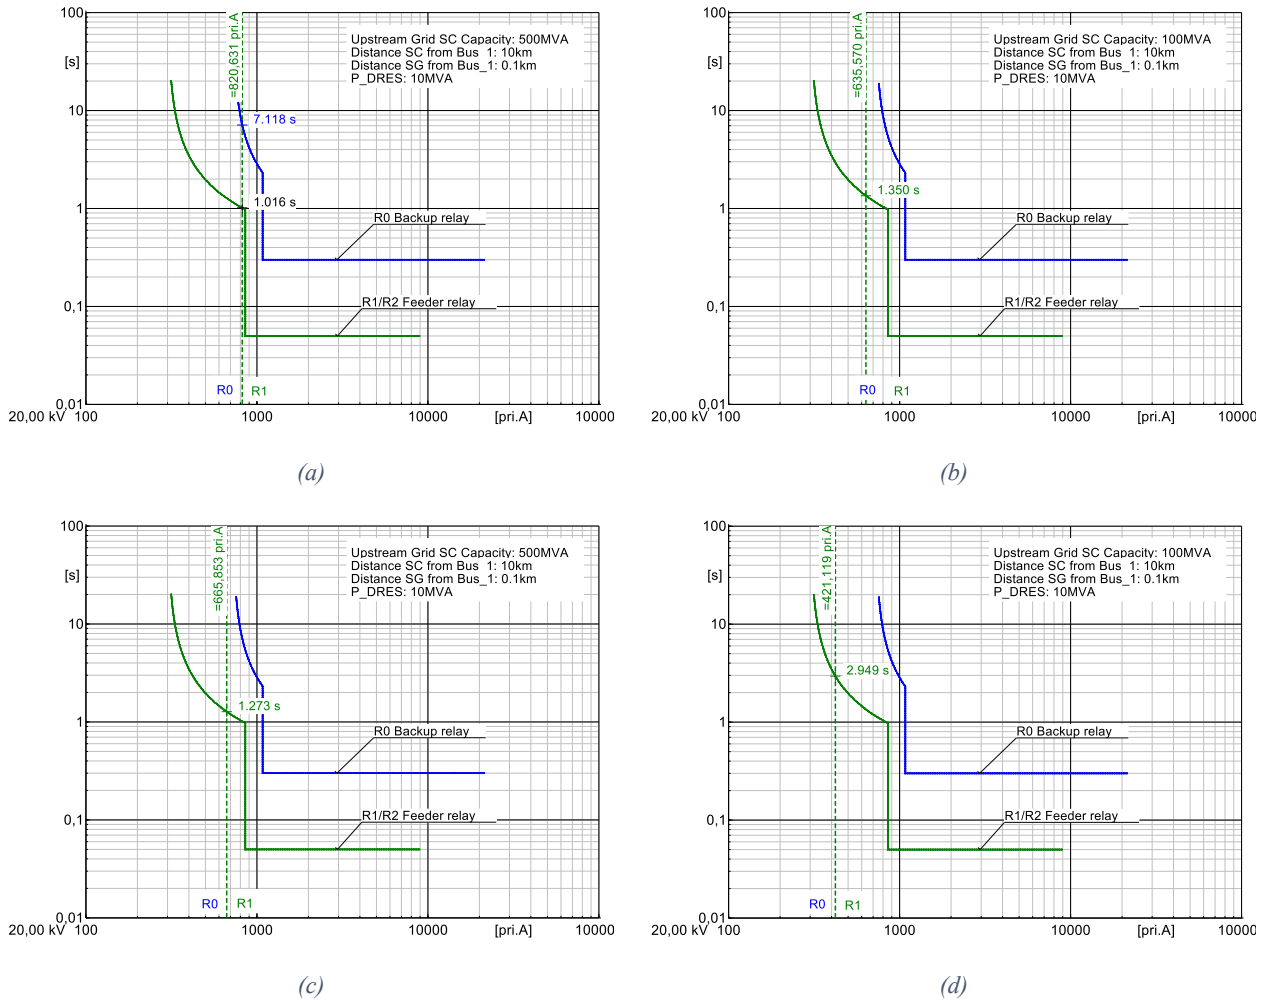 100
[s]
10
1
0,1
0,01
20,00 kV
100
1000
10000
[pri.A]
10000
=820,631 pri.A
Upstream Grid SC Capacity: 500MVA
Distance SC from Bus_1: 10km
Distance SG from Bus_1: 0.1km
P_DRES: 10MVA
7.118 s
1.016 s
R0 Backup relay
R1/R2 Feeder relay
R0
R1
(a)
100
[s]
10
1
0,1
0,01
20,00 kV
100
1000
10000
[pri.A]
10000
=635,570 pri.A
Upstream Grid SC Capacity: 100MVA
Distance SC from Bus_1: 10km
Distance SG from Bus_1: 0.1km
P_DRES: 10MVA
1.350 s
R0 Backup relay
R1/R2 Feeder relay
R0
R1
(b)
100
[s]
10
1
0,1
0,01
20,00 kV
100
1000
10000
[pri.A]
10000
=665,853 pri.A
Upstream Grid SC Capacity: 500MVA
Distance SC from Bus_1: 10km
Distance SG from Bus_1: 0.1km
P_DRES: 10MVA
1.273 s
R0 Backup relay
R1/R2 Feeder relay
R0
R1
(c)
100
[s]
10
1
0,1
0,01
20,00 kV
100
1000
10000
[pri.A]
10000
=421,119 pri.A
Upstream Grid SC Capacity: 100MVA
Distance SC from Bus_1: 10km
Distance SG from Bus_1: 0.1km
P_DRES: 10MVA
2.949 s
R0 Backup relay
R1/R2 Feeder relay
R0
R1
(d)